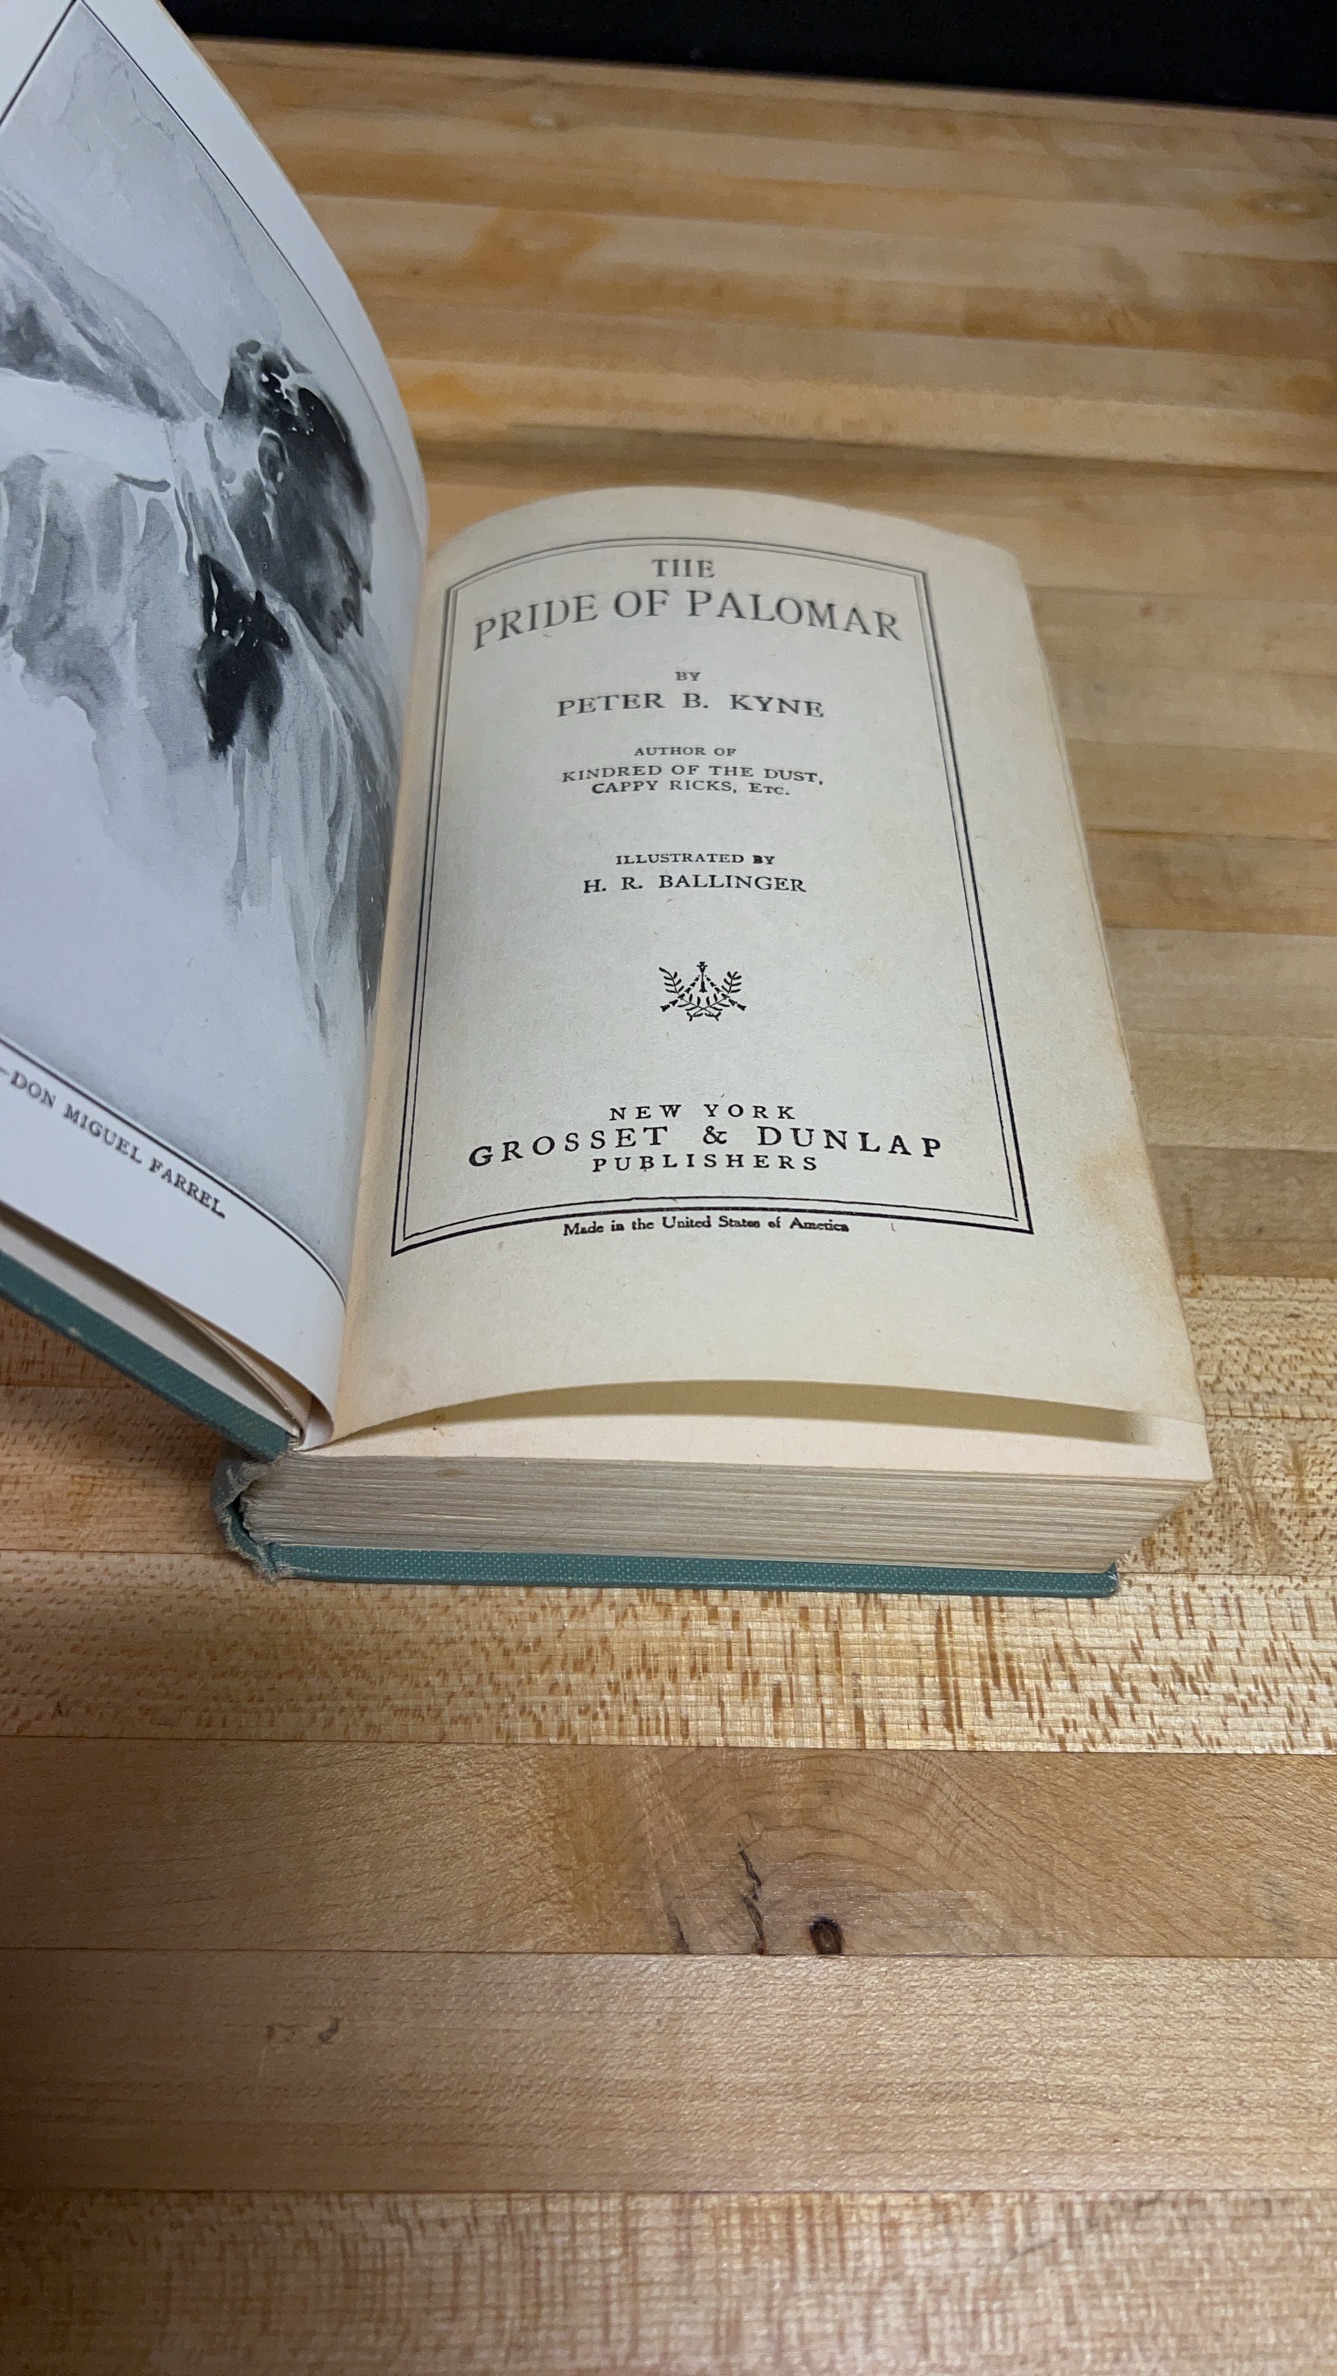 —DON MIGUEL FARREL
THE
PRIDE OF PALOMAR
BY
PETER B. KYNE
AUTHOR OF
KINDRED OF THE DUST,
CAPPY RICKS, ETC.
ILLUSTRATED BY
H. R. BALLINGER
NEW YORK
GROSSET & DUNLAP
PUBLISHERS
Made in the United States of America